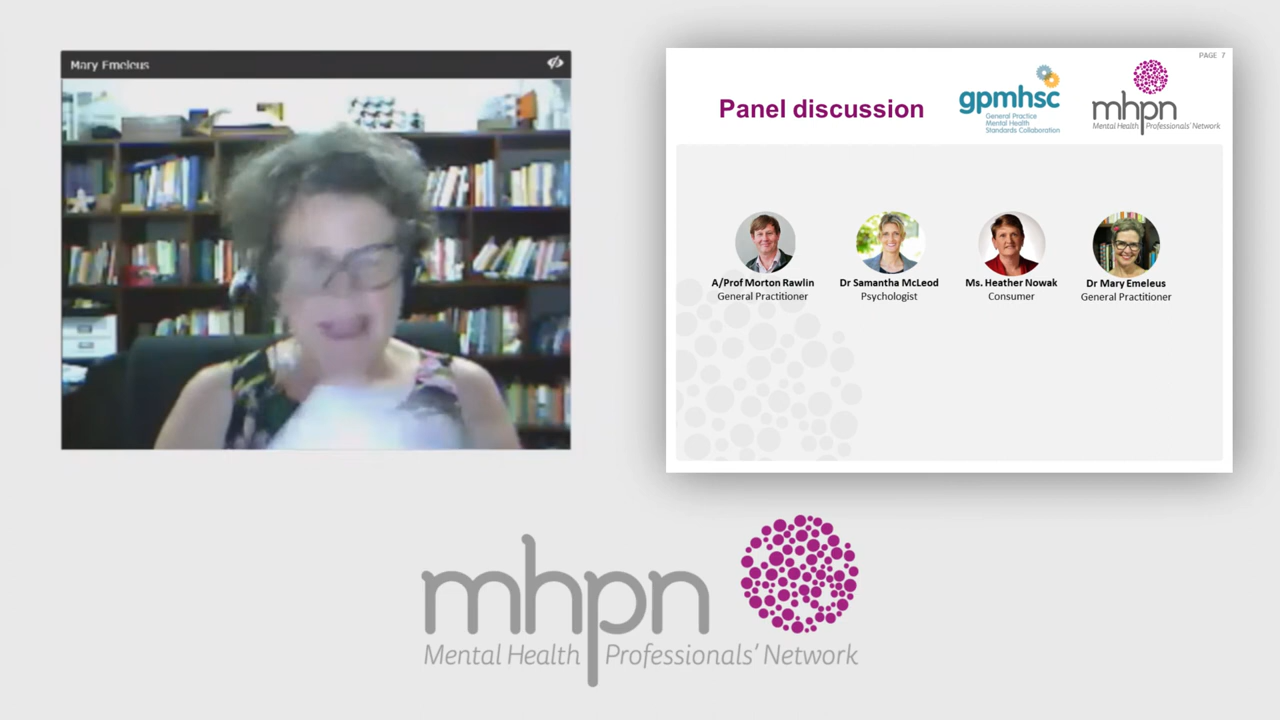 Mary Emeleus
PAGE 7
Panel discussion
gpmhsc
General Practice
Mental Health
Standards Collaboration
mhpn
Mental Health Professionals' Network
A/Prof Morton Rawlin
General Practitioner
Dr Samantha McLeod
Psychologist
Ms. Heather Nowak
Consumer
Dr Mary Emeleus
General Practitioner
mhpn
Mental Health Professionals' Network